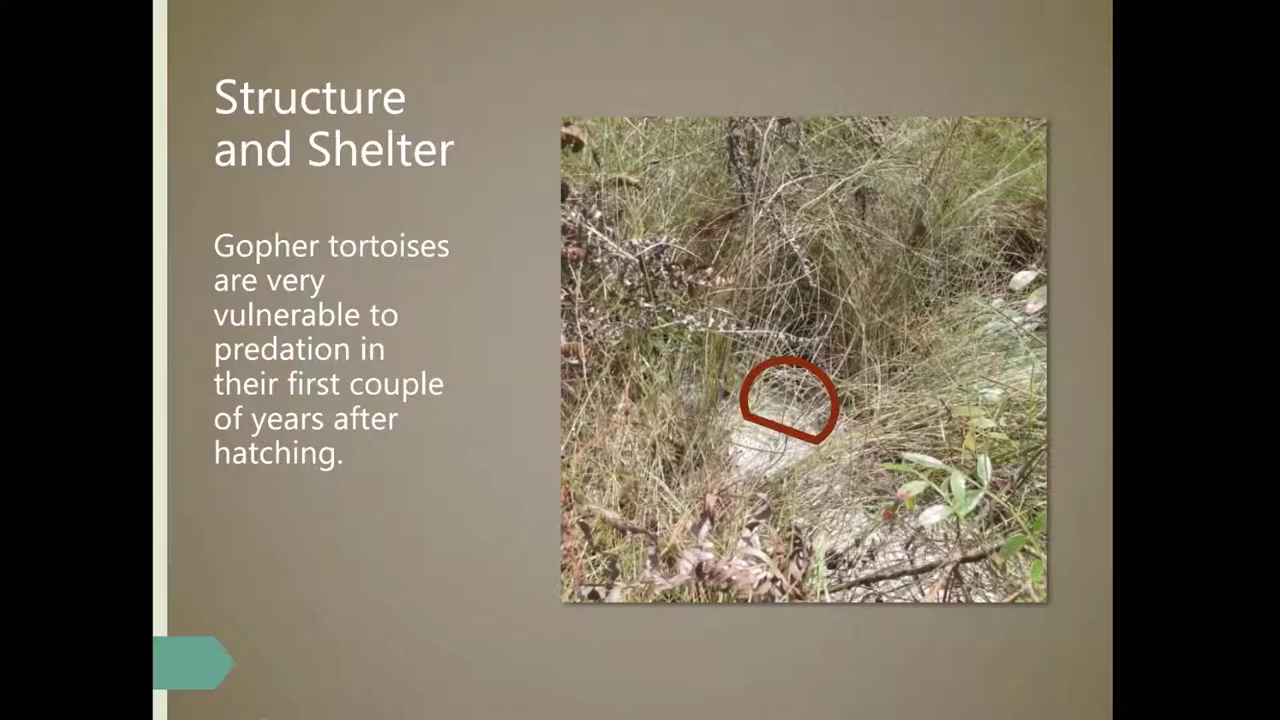 Structure
and Shelter
Gopher tortoises
are very
vulnerable to
predation in
their first couple
of years after
hatching.